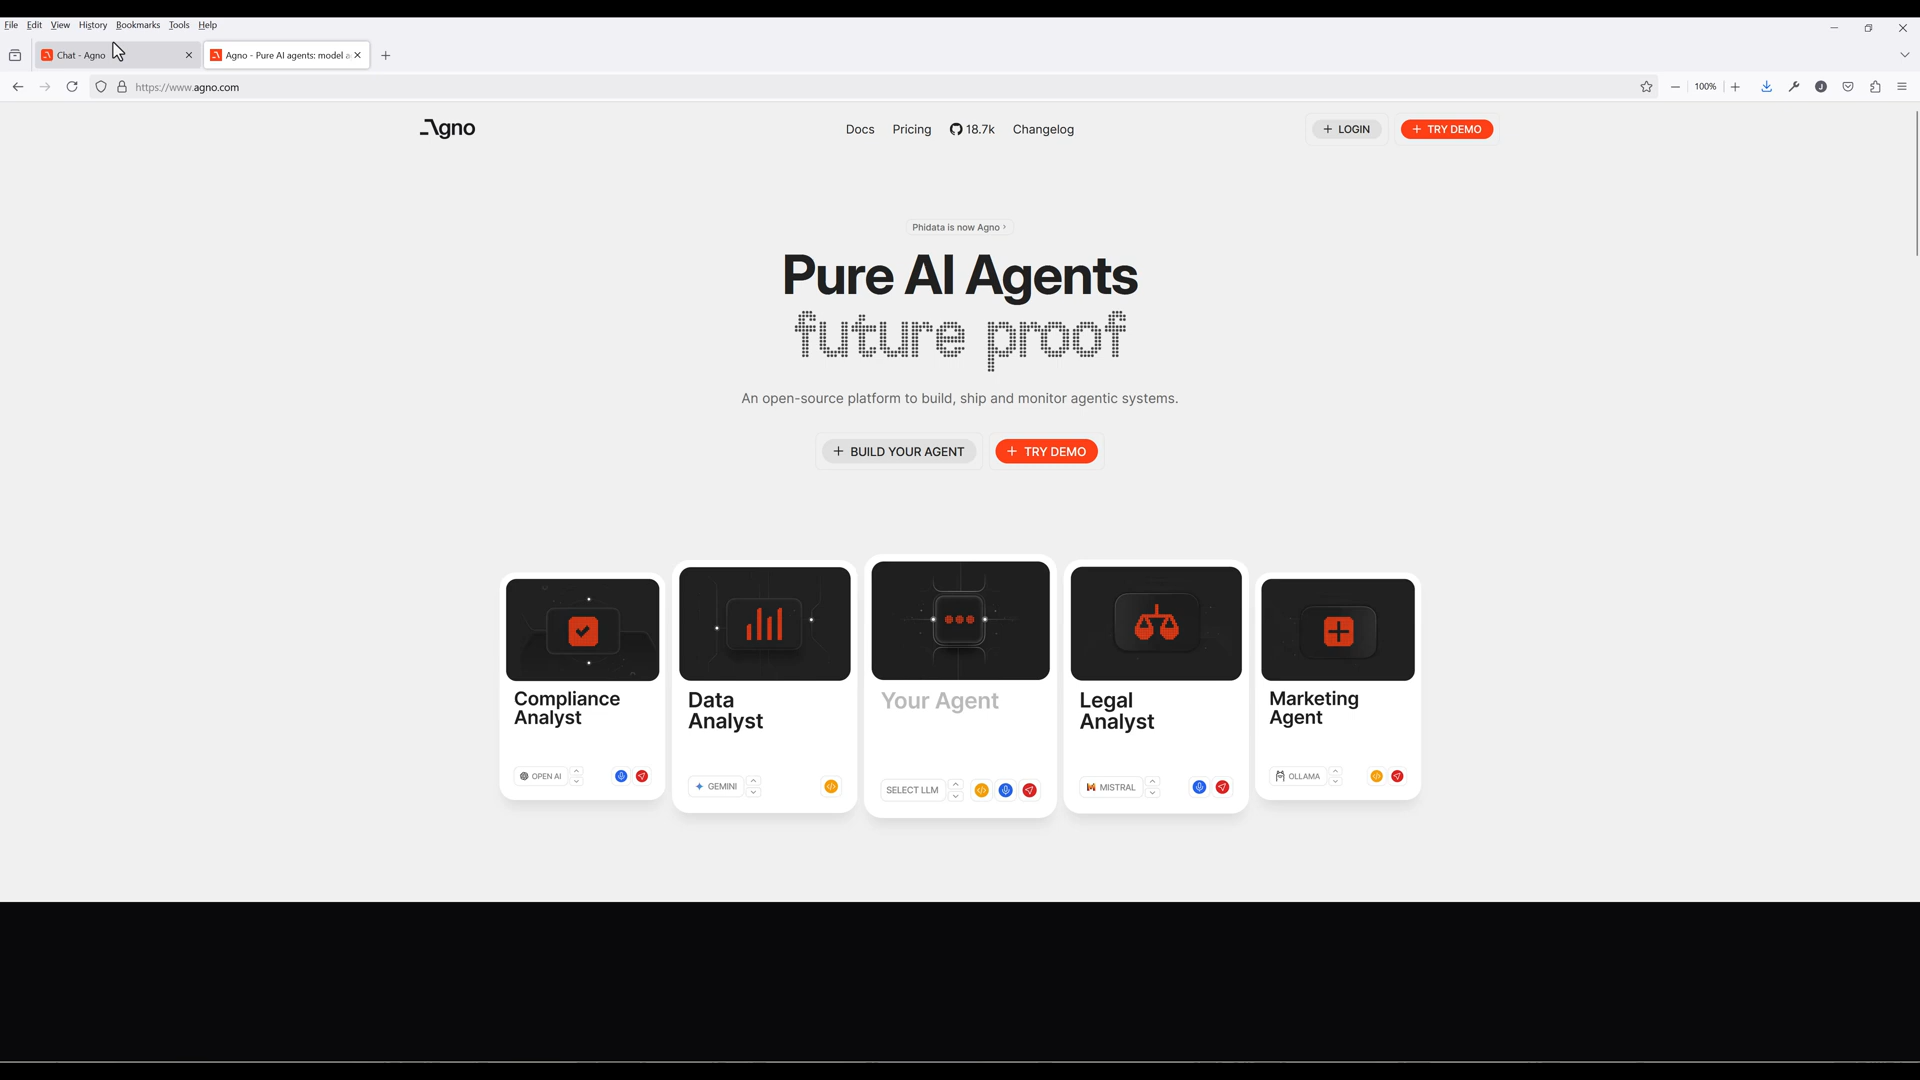 File Edit View History Bookmarks Tools Help
Chat - Agno
Agno - Pure AI agents: model a
https://www.agno.com
100%
Agno
Docs
Pricing
18.7k
Changelog
+ LOGIN
+ TRY DEMO
Phidata is now Agno ›
Pure AI Agents
future proof
An open-source platform to build, ship and monitor agentic systems.
+ BUILD YOUR AGENT
+ TRY DEMO
Compliance
Analyst
OPEN AI
Data
Analyst
GEMINI
Your Agent
SELECT LLM
Legal
Analyst
MISTRAL
Marketing
Agent
OLLAMA